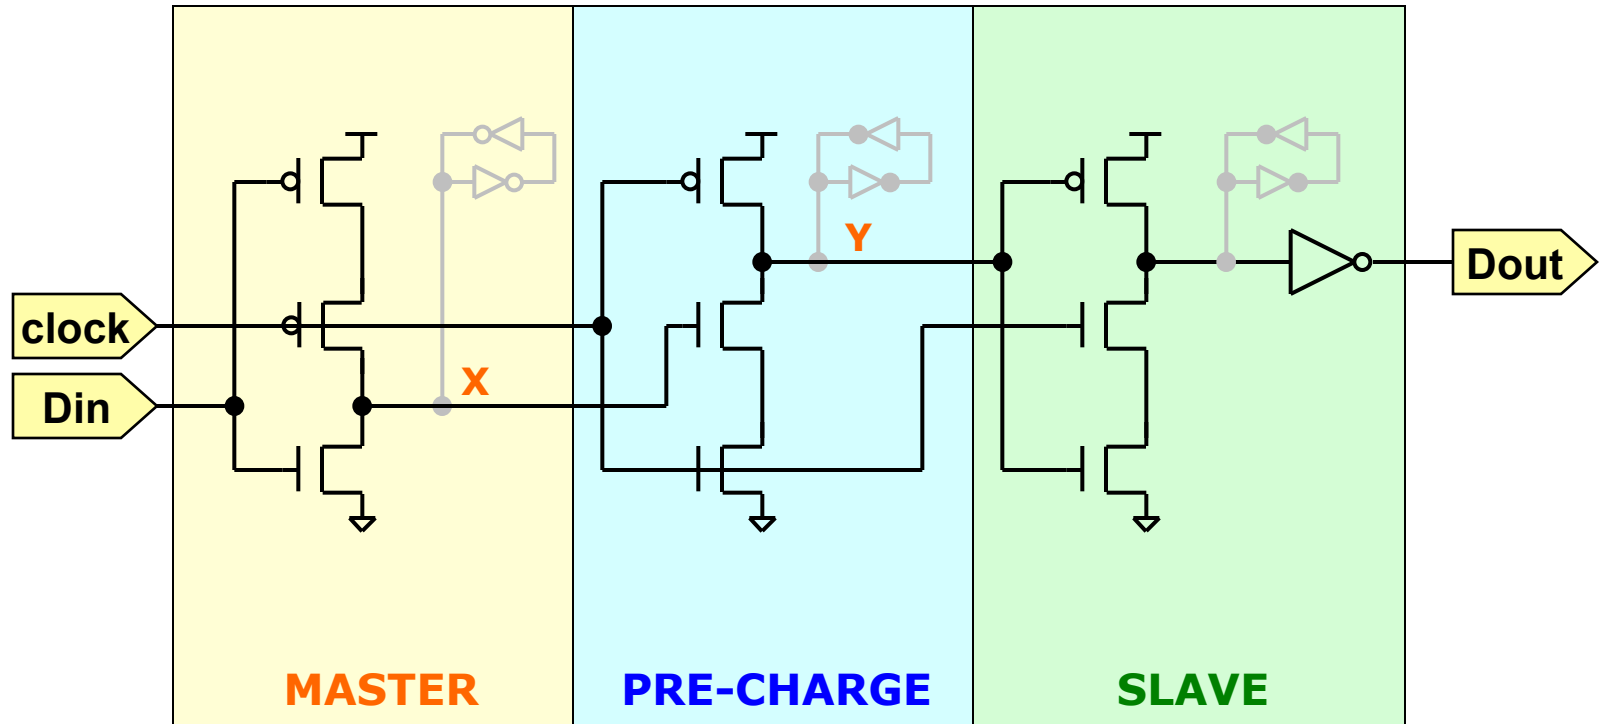 Y
Dout
clock
X
Din
MASTER
PRE-CHARGE
SLAVE